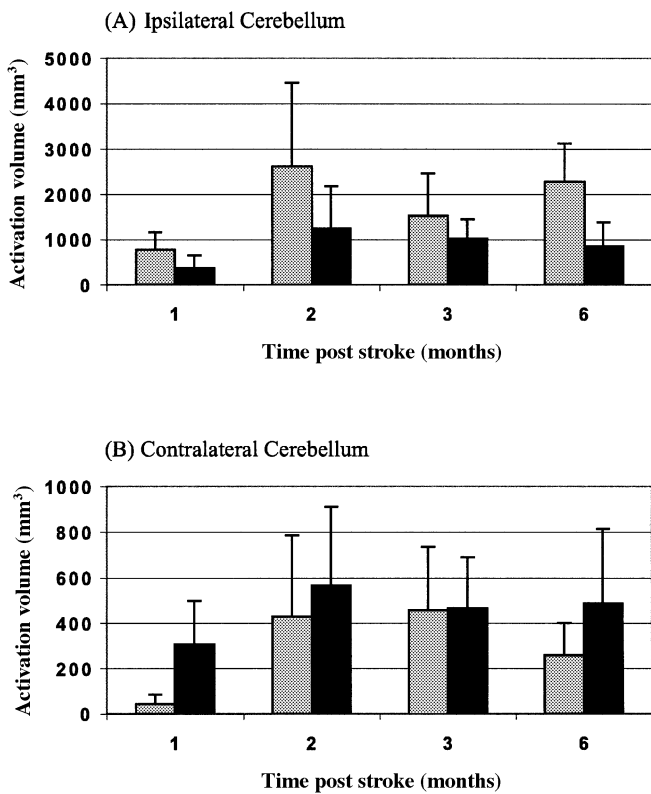 (A) Ipsilateral Cerebellum
Activation volume (mm³)
5000
4000
3000
2000
1000
0
1 2 3 6
Time post stroke (months)
(B) Contralateral Cerebellum
Activation volume (mm³)
1000
800
600
400
200
0
1 2 3 6
Time post stroke (months)